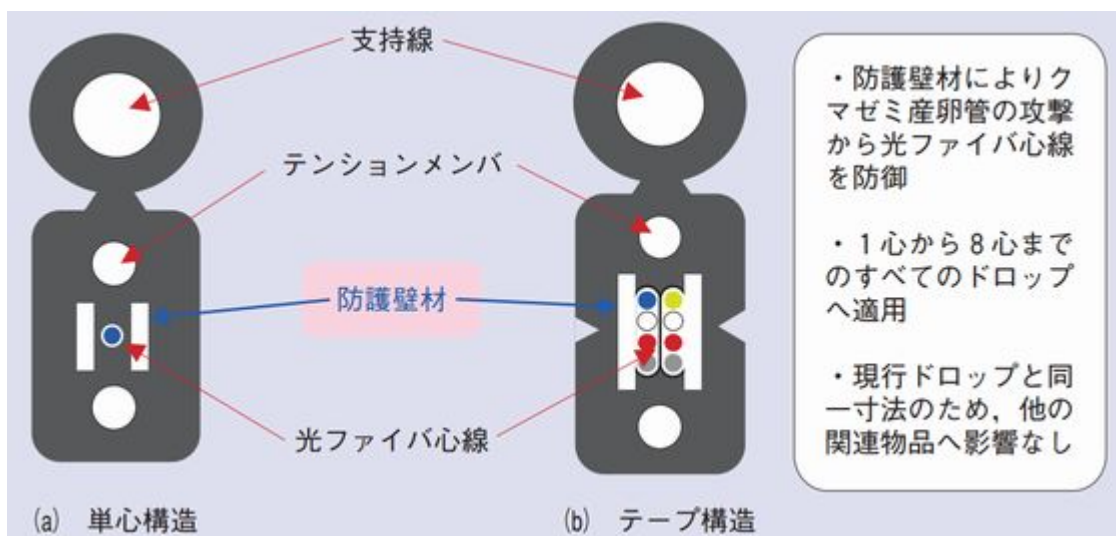 支持線
テンションメンバ
防護壁材
光ファイバ心線
(a) 単心構造
(b) テープ構造
・防護壁材によりク
マゼミ産卵管の攻撃
から光ファイバ心線
を防御
・1心から8心まで
のすべてのドロップ
へ適用
・現行ドロップと同
一寸法のため，他の
関連物品へ影響なし